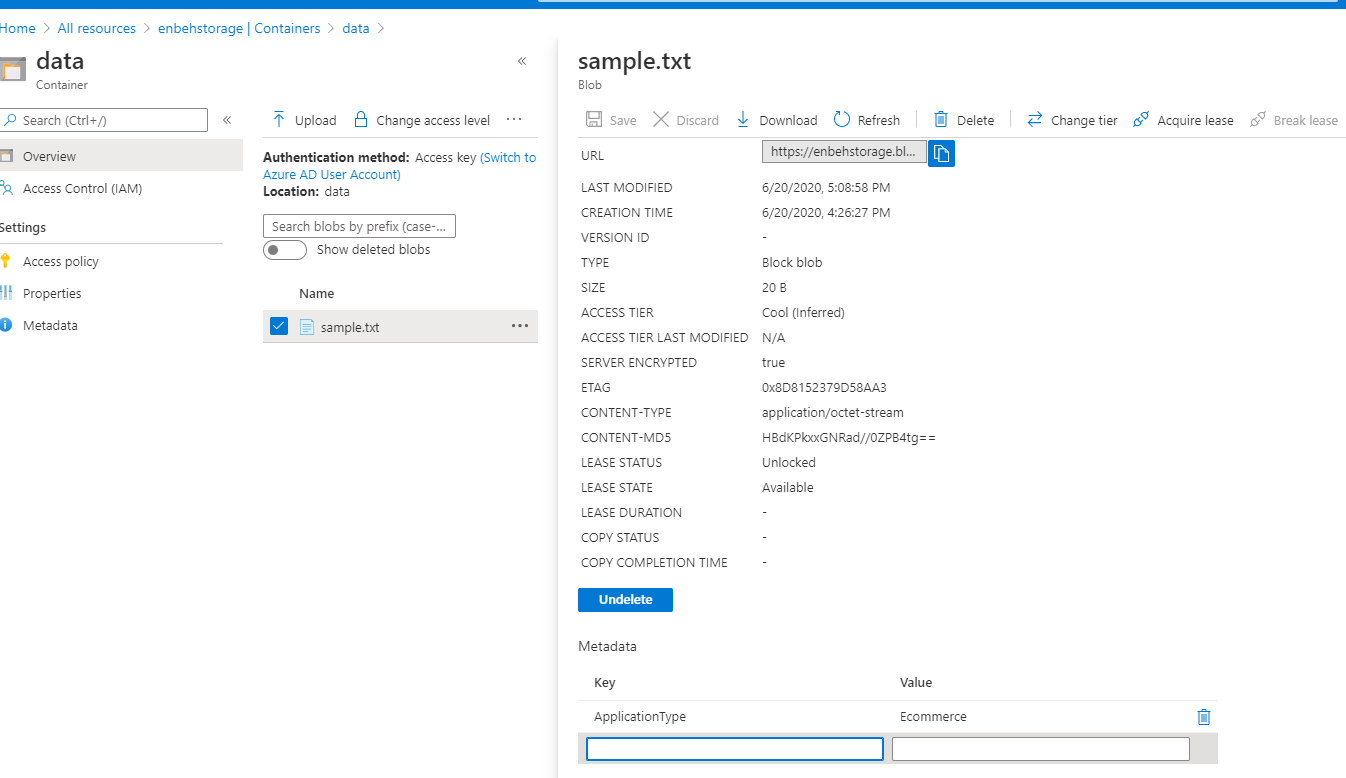 Home > All resources > enbehstorage | Containers > data >
data
Container
Search (Ctrl+/)
«
Overview
Access Control (IAM)
Settings
Access policy
Properties
Metadata
«
Upload Change access level ...
Authentication method: Access key (Switch to
Azure AD User Account)
Location: data
Search blobs by prefix (case-...
Show deleted blobs
Name
sample.txt ...
sample.txt
Blob
Save Discard Download Refresh Delete Change tier Acquire lease Break lease
URL https://enbehstorage.bl...
LAST MODIFIED 6/20/2020, 5:08:58 PM
CREATION TIME 6/20/2020, 4:26:27 PM
VERSION ID -
TYPE Block blob
SIZE 20 B
ACCESS TIER Cool (Inferred)
ACCESS TIER LAST MODIFIED N/A
SERVER ENCRYPTED true
ETAG 0x8D8152379D58AA3
CONTENT-TYPE application/octet-stream
CONTENT-MD5 HBdKPkxxGNRad//0ZPB4tg==
LEASE STATUS Unlocked
LEASE STATE Available
LEASE DURATION -
COPY STATUS -
COPY COMPLETION TIME -
Undelete
Metadata
Key Value
ApplicationType Ecommerce